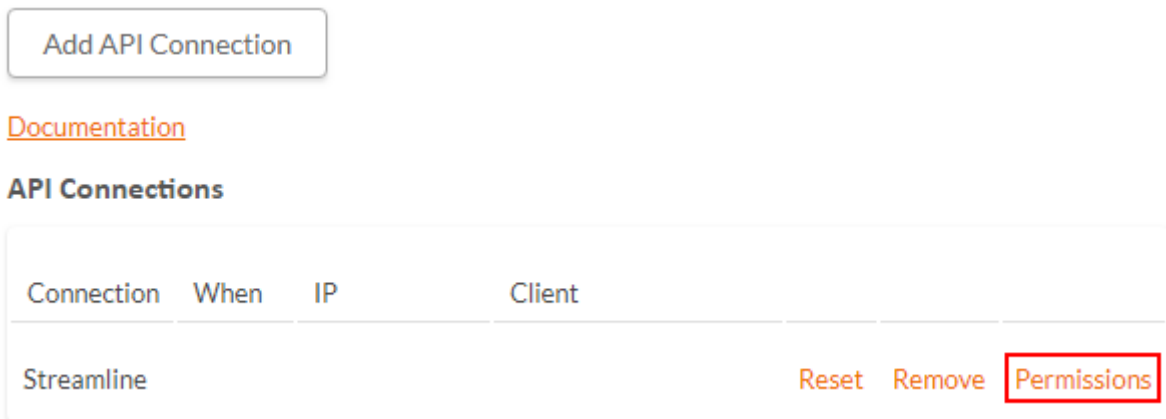 Add API Connection
Documentation
API Connections
Connection When IP Client
Streamline Reset Remove Permissions